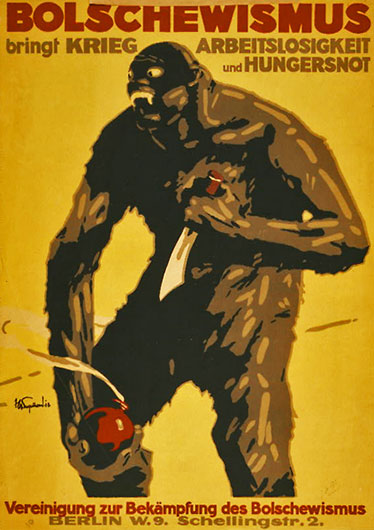 BOLSCHEWISMUS
bringt KRIEG ARBEITSLOSIGKEIT
und HUNGERSNOT
Vereinigung zur Bekämpfung des Bolschewismus
BERLIN W.9. Schellingstr. 2.